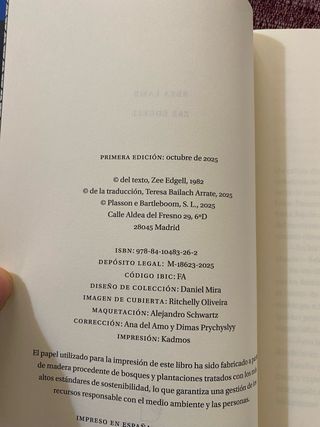 PRIMERA EDICIÓN: octubre de 2025
© del texto, Zee Edgell, 1982
© de la traducción, Teresa Bailach Arrate, 2025
© Plasson e Bartleboom, S. L., 2025
Calle Aldea del Fresno 29, 6ºD
28045 Madrid
ISBN: 978-84-10483-26-2
DEPÓSITO LEGAL: M-18623-2025
CÓDIGO IBIC: FA
DISEÑO DE COLECCIÓN: Daniel Mira
IMAGEN DE CUBIERTA: Ritchelly Oliveira
MAQUETACIÓN: Alejandro Schwartz
CORRECCIÓN: Ana del Amo y Dimas Prychyslyy
IMPRESIÓN: Kadmos
El papel utilizado para la impresión de este libro ha sido fabricado a
de madera procedente de bosques y plantaciones tratados con los
altos estándares de sostenibilidad, lo que garantiza una gestión de
recursos responsable con el medio ambiente y las personas.
IMPRESO EN